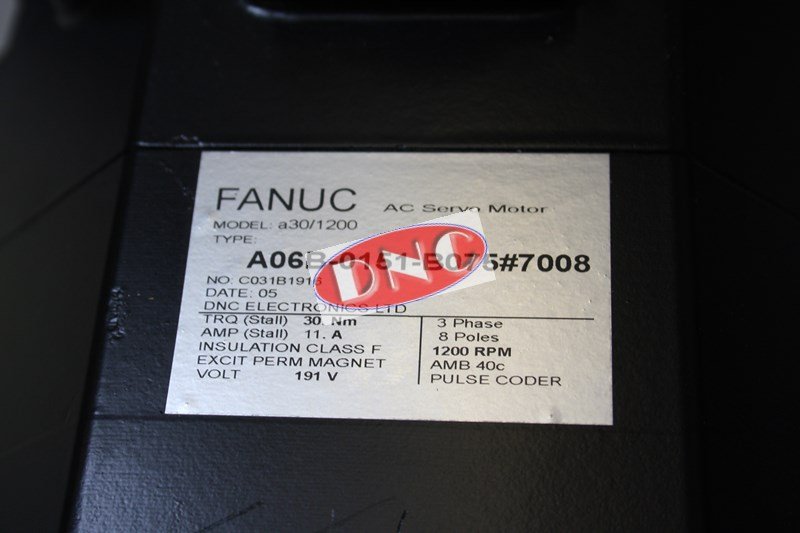 FANUC AC Servo Motor
MODEL: a30/1200
TYPE:
A06B-0151-B075#7008
DNC
NO: C031B1916
DATE: 05
DNC ELECTRONICS LTD
TRQ (Stall) 30. Nm
AMP (Stall) 11. A
INSULATION CLASS F
EXCIT PERM MAGNET
VOLT 191 V
3 Phase
8 Poles
1200 RPM
AMB 40c
PULSE CODER